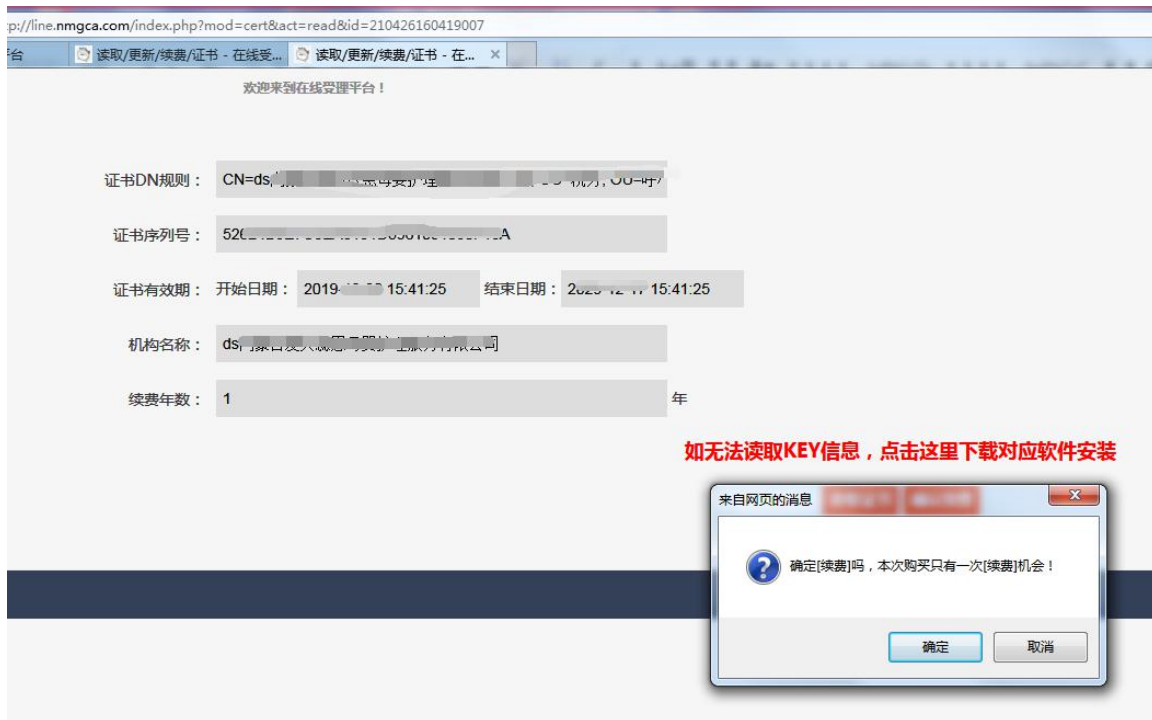 :p://line.nmgca.com/index.php?mod=cert&act=read&id=210426160419007
台 读取/更新/续费/证书 - 在线受... 读取/更新/续费/证书 - 在... ×
欢迎来到在线受理平台！
证书DN规则： CN=ds
证书序列号： 526
证书有效期： 开始日期： 2019- 15:41:25 结束日期： 15:41:25
机构名称： ds
续费年数： 1 年
如无法读取KEY信息，点击这里下载对应软件安装
来自网页的消息
确定[续费]吗，本次购买只有一次[续费]机会！
确定 取消